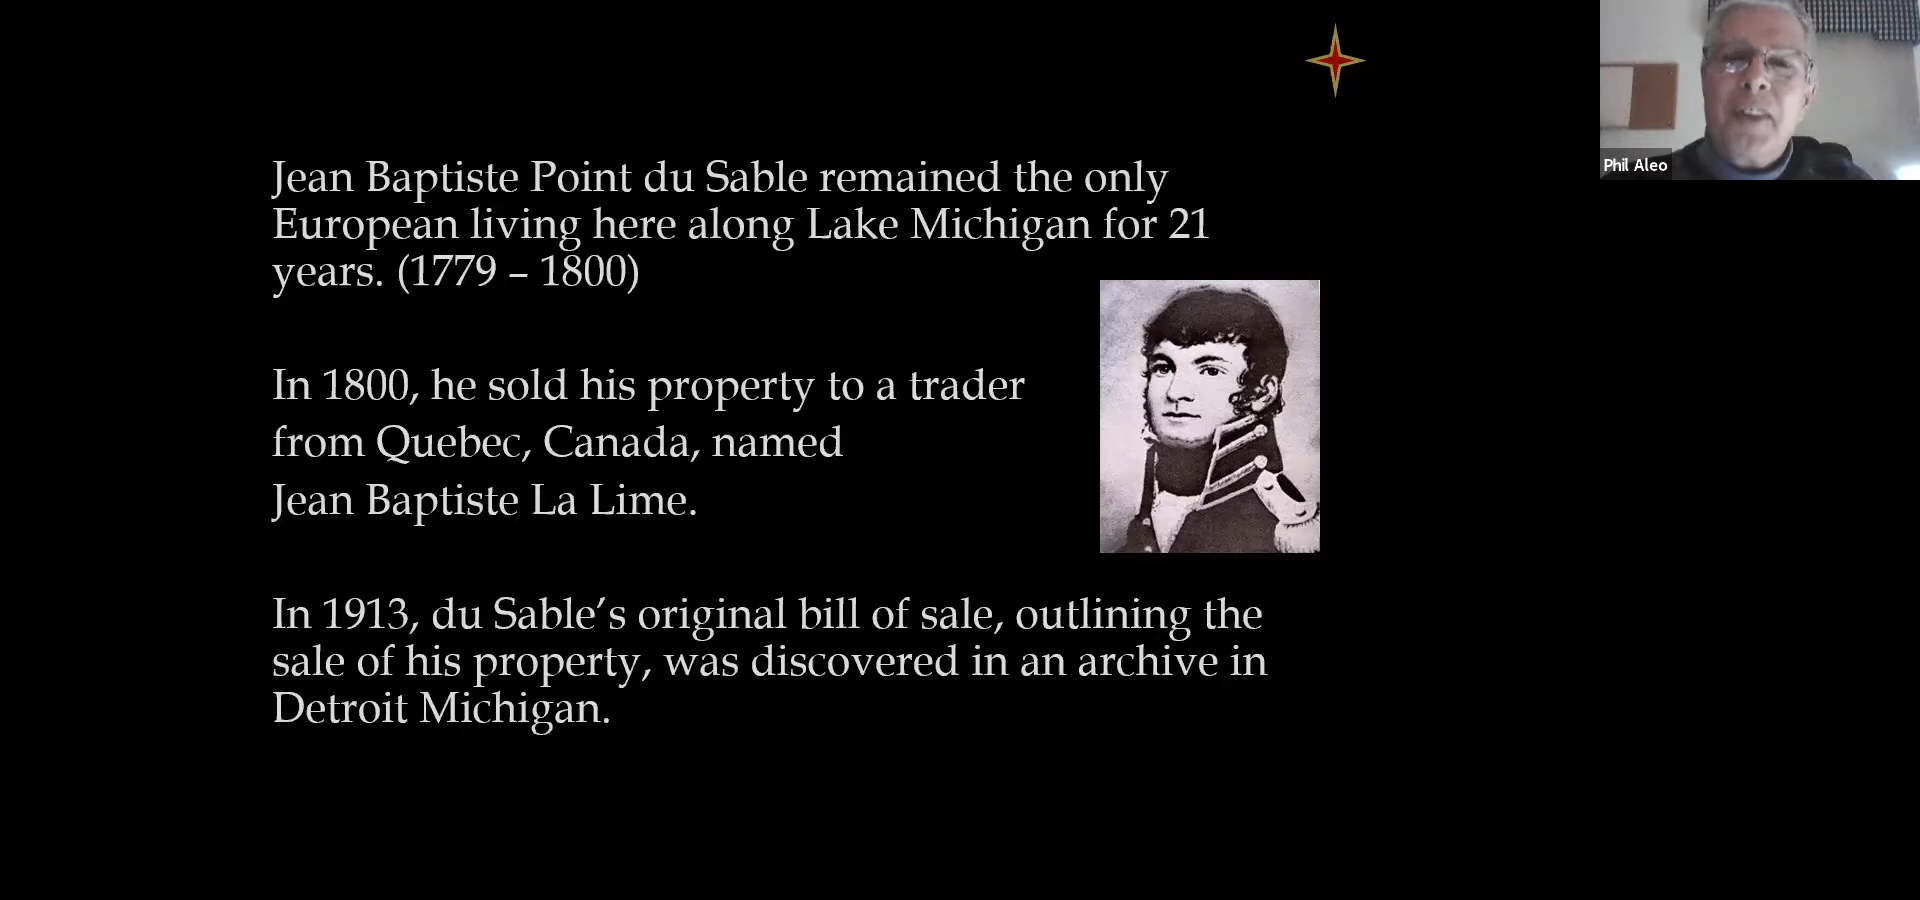 Jean Baptiste Point du Sable remained the only
European living here along Lake Michigan for 21
years. (1779 – 1800)
In 1800, he sold his property to a trader
from Quebec, Canada, named
Jean Baptiste La Lime.
In 1913, du Sable’s original bill of sale, outlining the
sale of his property, was discovered in an archive in
Detroit Michigan.
Phil Aleo